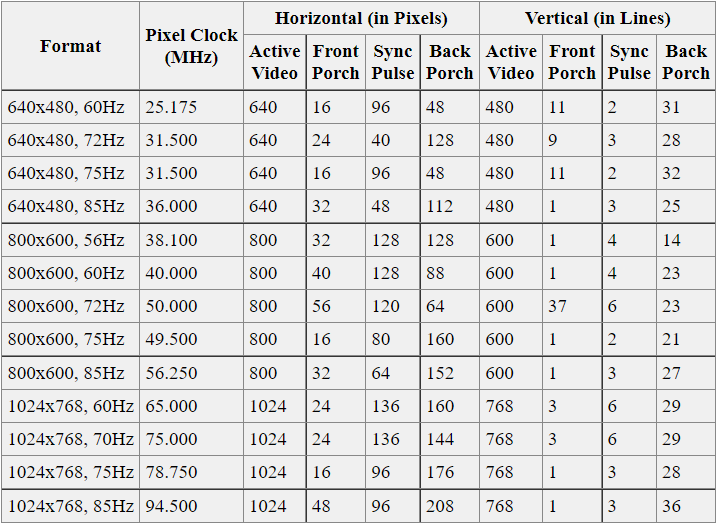 Format Pixel Clock (MHz) Horizontal (in Pixels) Vertical (in Lines)
Active Video Front Porch Sync Pulse Back Porch Active Video Front Porch Sync Pulse Back Porch
640x480, 60Hz 25.175 640 16 96 48 480 11 2 31
640x480, 72Hz 31.500 640 24 40 128 480 9 3 28
640x480, 75Hz 31.500 640 16 96 48 480 11 2 32
640x480, 85Hz 36.000 640 32 48 112 480 1 3 25
800x600, 56Hz 38.100 800 32 128 128 600 1 4 14
800x600, 60Hz 40.000 800 40 128 88 600 1 4 23
800x600, 72Hz 50.000 800 56 120 64 600 37 6 23
800x600, 75Hz 49.500 800 16 80 160 600 1 2 21
800x600, 85Hz 56.250 800 32 64 152 600 1 3 27
1024x768, 60Hz 65.000 1024 24 136 160 768 3 6 29
1024x768, 70Hz 75.000 1024 24 136 144 768 3 6 29
1024x768, 75Hz 78.750 1024 16 96 176 768 1 3 28
1024x768, 85Hz 94.500 1024 48 96 208 768 1 3 36